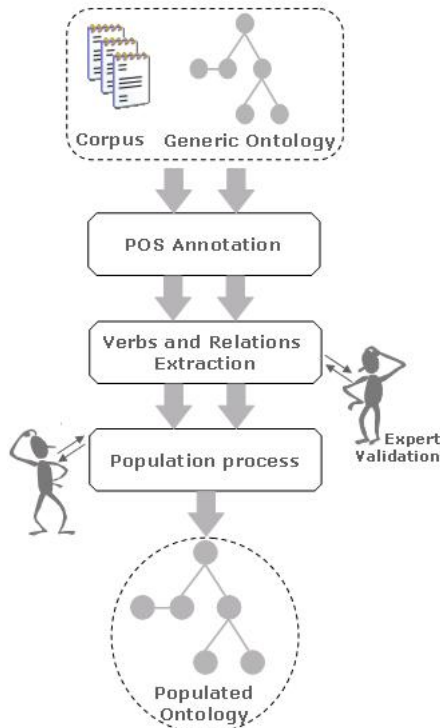 Corpus Generic Ontology
POS Annotation
Verbs and Relations
Extraction
Expert
Validation
Population process
Populated
Ontology